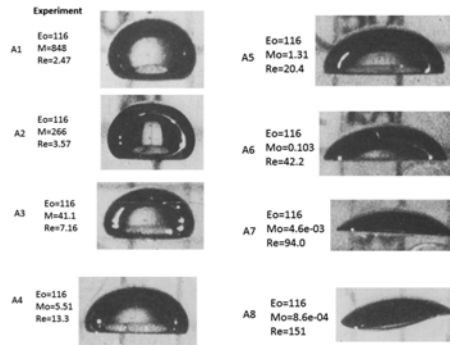 Experiment
A1
Eo=116
M=848
Re=2.47
A2
Eo=116
M=266
Re=3.57
A3
Eo=116
M=41.1
Re=7.16
A4
Eo=116
Mo=5.51
Re=13.3
A5
Eo=116
Mo=1.31
Re=20.4
A6
Eo=116
Mo=0.103
Re=42.2
A7
Eo=116
Mo=4.6e-03
Re=94.0
A8
Eo=116
Mo=8.6e-04
Re=151